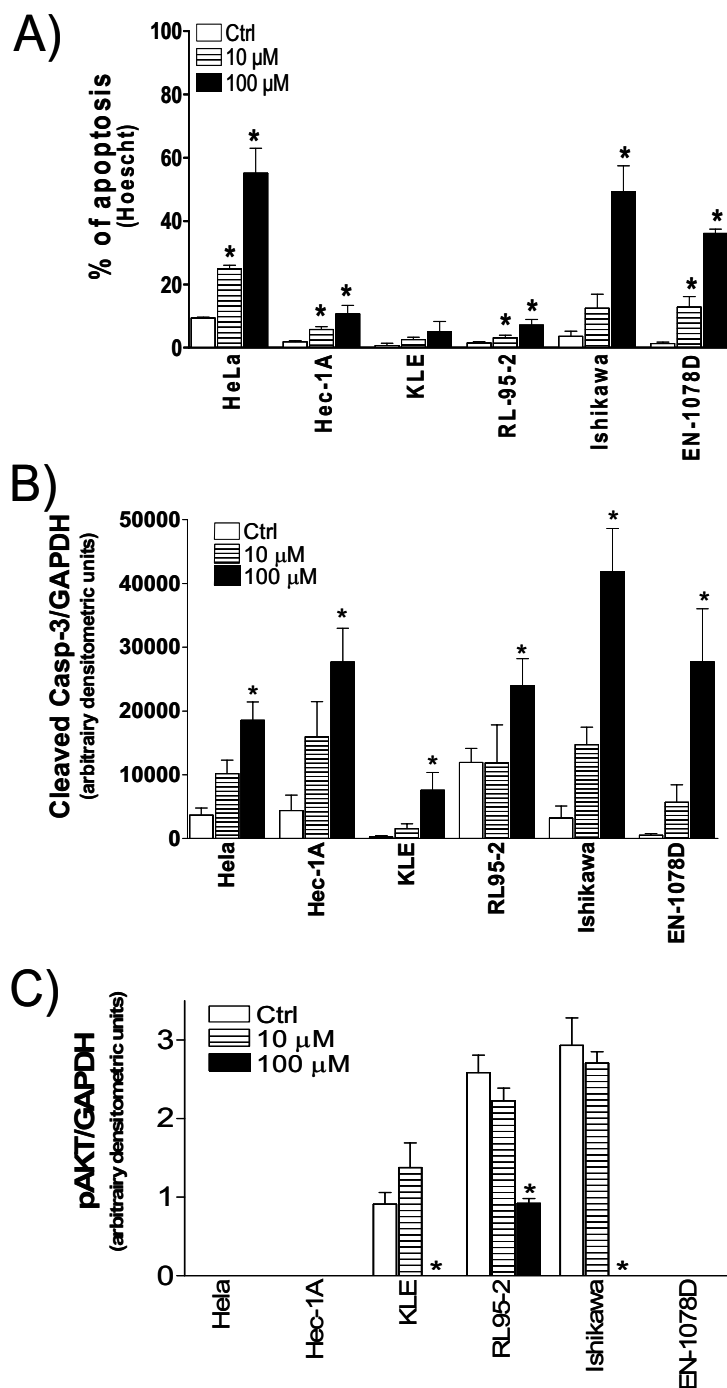 A)
% of apoptosis
(Hoescht)
100
80
60
40
20
0
Ctrl
10 µM
100 µM
*
*
*
*
*
*
*
*
*
HeLa
Hec-1A
KLE
RL-95-2
Ishikawa
EN-1078D
B)
Cleaved Casp-3/GAPDH
(arbitrairy densitometric units)
50000
40000
30000
20000
10000
0
Ctrl
10 µM
100 µM
*
*
*
*
*
*
Hela
Hec-1A
KLE
RL95-2
Ishikawa
EN-1078D
C)
pAKT/GAPDH
(arbitrairy densitometric units)
3
2
1
0
Ctrl
10 µM
100 µM
*
*
*
Hela
Hec-1A
KLE
RL95-2
Ishikawa
EN-1078D